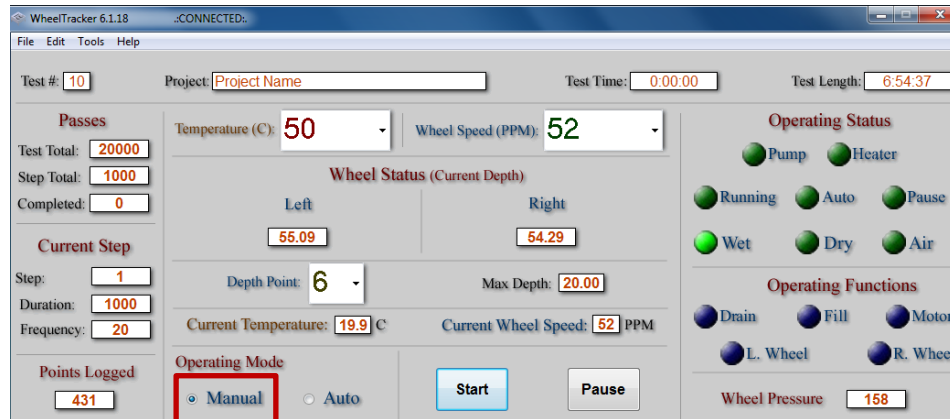 WheelTracker 6.1.18 .:CONNECTED:.
File Edit Tools Help
Test #: 10 Project: Project Name Test Time: 0:00:00 Test Length: 6:54:37
Passes
Test Total: 20000
Step Total: 1000
Completed: 0
Current Step
Step: 1
Duration: 1000
Frequency: 20
Points Logged
431
Temperature (C): 50 Wheel Speed (PPM): 52
Wheel Status (Current Depth)
Left Right
55.09 54.29
Depth Point: 6 Max Depth: 20.00
Current Temperature: 19.9 C Current Wheel Speed: 52 PPM
Operating Mode
Manual Auto
Start Pause
Operating Status
Pump Heater
Running Auto Pause
Wet Dry Air
Operating Functions
Drain Fill Motor
L. Wheel R. Whee
Wheel Pressure 158